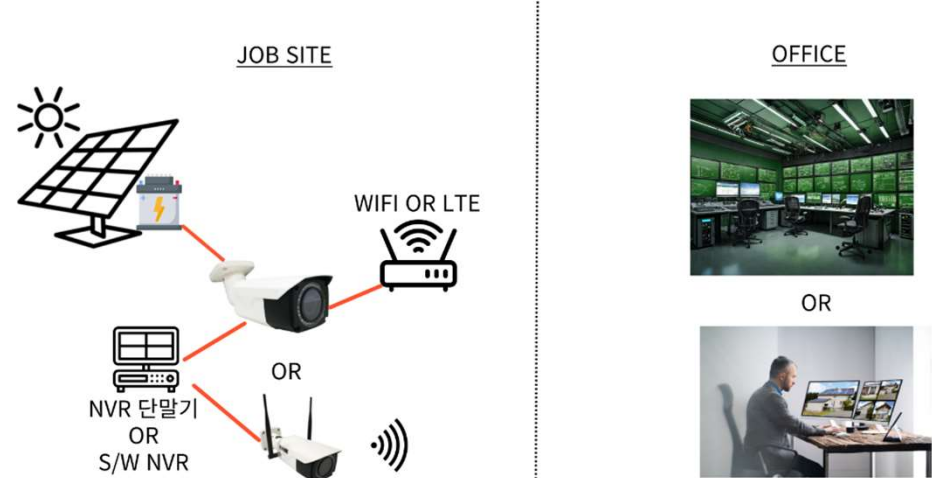 JOB SITE
OFFICE
WIFI OR LTE
OR
OR
NVR 단말기
OR
S/W NVR